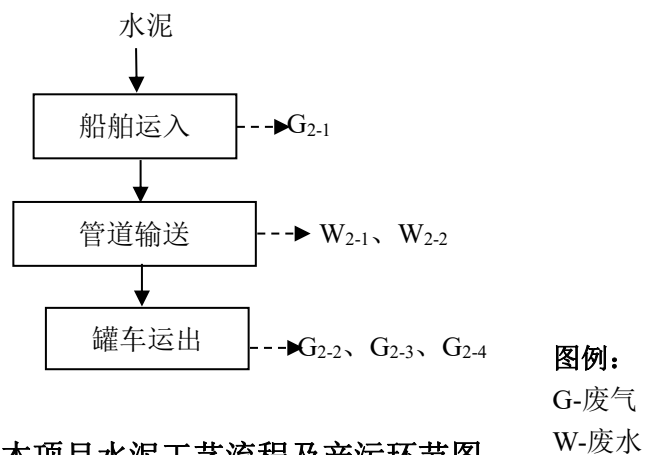 水泥
船舶运入
G2-1
管道输送
W2-1、W2-2
罐车运出
G2-2、G2-3、G2-4
图例：
G-废气
W-废水
本项目水泥工艺流程及产污环节图